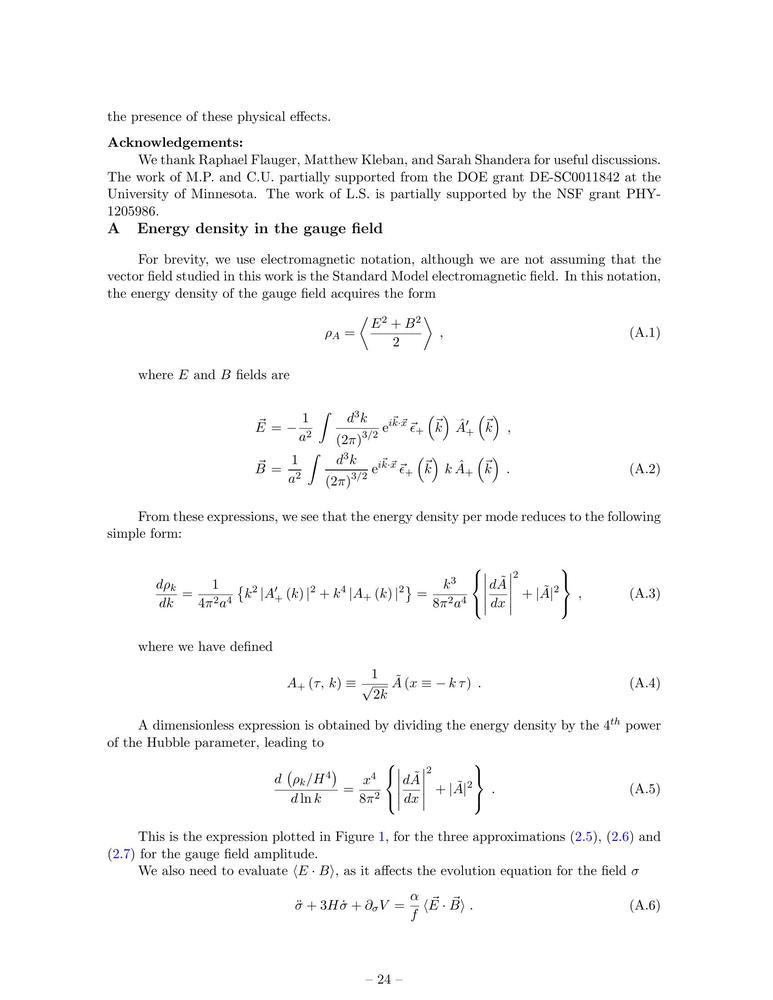 the presence of these physical effects.
Acknowledgements:
We thank Raphael Flauger, Matthew Kleban, and Sarah Shandera for useful discussions.
The work of M.P. and C.U. partially supported from the DOE grant DE-SC0011842 at the
University of Minnesota. The work of L.S. is partially supported by the NSF grant PHY-
1205986.
A Energy density in the gauge field
For brevity, we use electromagnetic notation, although we are not assuming that the
vector field studied in this work is the Standard Model electromagnetic field. In this notation,
the energy density of the gauge field acquires the form
$\rho_A = \left\langle \frac{E^2 + B^2}{2} \right\rangle \; ,$ (A.1)
where E and B fields are
$\vec{E} = -\frac{1}{a^2} \int \frac{d^3k}{(2\pi)^{3/2}} \, \mathrm{e}^{i\vec{k}\cdot\vec{x}} \, \vec{\epsilon}_+ \left(\vec{k}\right) \, \hat{A}'_+ \left(\vec{k}\right) \; ,$
$\vec{B} = \frac{1}{a^2} \int \frac{d^3k}{(2\pi)^{3/2}} \, \mathrm{e}^{i\vec{k}\cdot\vec{x}} \, \vec{\epsilon}_+ \left(\vec{k}\right) \, k \, \hat{A}_+ \left(\vec{k}\right) \; .$ (A.2)
From these expressions, we see that the energy density per mode reduces to the following
simple form:
$\frac{d\rho_k}{dk} = \frac{1}{4\pi^2 a^4} \left\{ k^2 \, |A'_+ (k)|^2 + k^4 \, |A_+ (k)|^2 \right\} = \frac{k^3}{8\pi^2 a^4} \left\{ \left| \frac{d\tilde{A}}{dx} \right|^2 + |\tilde{A}|^2 \right\} \; ,$ (A.3)
where we have defined
$A_+ (\tau, k) \equiv \frac{1}{\sqrt{2k}} \, \tilde{A} \, (x \equiv -k \, \tau) \; .$ (A.4)
A dimensionless expression is obtained by dividing the energy density by the $4^{th}$ power
of the Hubble parameter, leading to
$\frac{d \, (\rho_k / H^4)}{d \ln k} = \frac{x^4}{8\pi^2} \left\{ \left| \frac{d\tilde{A}}{dx} \right|^2 + |\tilde{A}|^2 \right\} \; .$ (A.5)
This is the expression plotted in Figure 1, for the three approximations (2.5), (2.6) and
(2.7) for the gauge field amplitude.
We also need to evaluate ⟨E · B⟩, as it affects the evolution equation for the field σ
$\ddot{\sigma} + 3H\dot{\sigma} + \partial_\sigma V = \frac{\alpha}{f} \, \langle \vec{E} \cdot \vec{B} \rangle \; .$ (A.6)
– 24 –